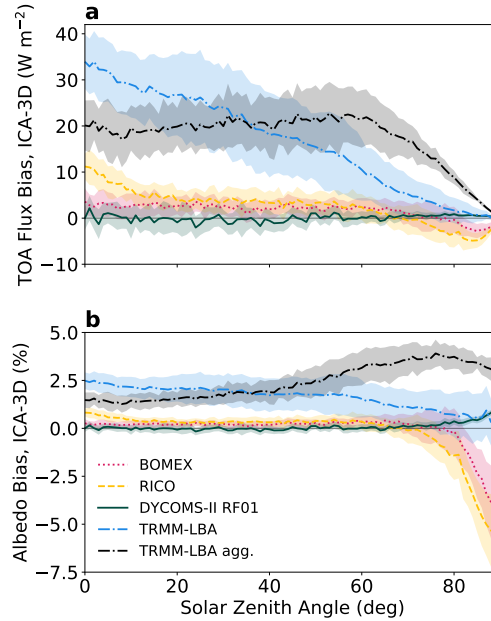 a
TOA Flux Bias, ICA-3D (W m⁻²)
40
30
20
10
0
−10
b
Albedo Bias, ICA-3D (%)
5.0
2.5
0.0
−2.5
−5.0
−7.5
BOMEX
RICO
DYCOMS-II RF01
TRMM-LBA
TRMM-LBA agg.
0 20 40 60 80
Solar Zenith Angle (deg)